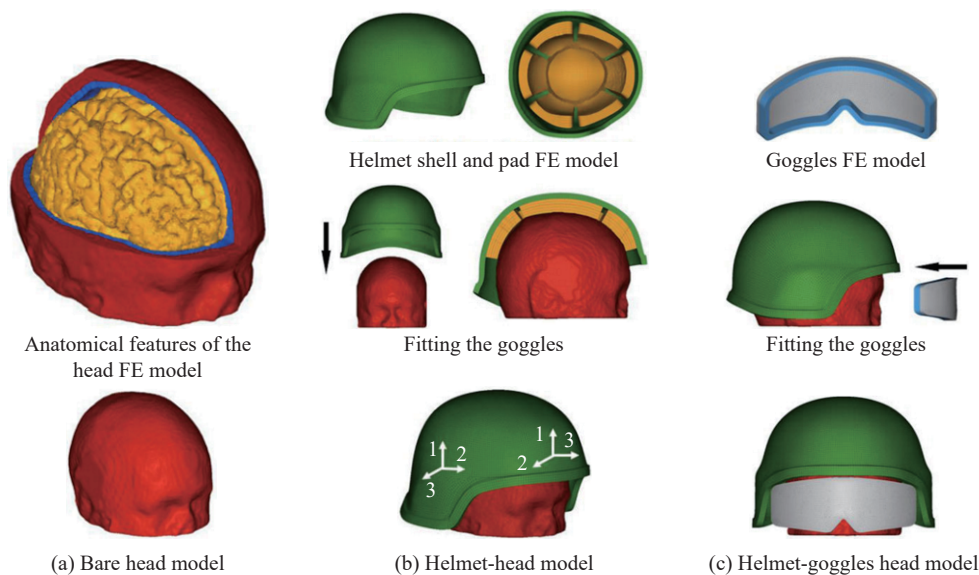 Helmet shell and pad FE model
Goggles FE model
Anatomical features of the
head FE model
Fitting the goggles
Fitting the goggles
1
2
3
1
3
2
(a) Bare head model
(b) Helmet-head model
(c) Helmet-goggles head model